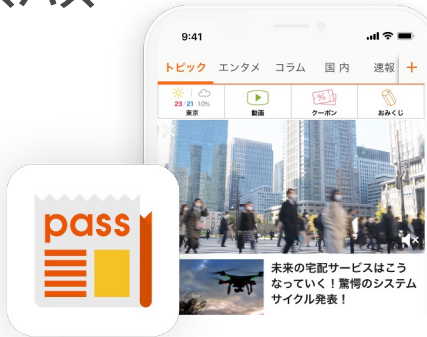 9:41
トピック エンタメ コラム 国内 速報 +
23/21 10%
東京 動画 クーポン おみくじ
pass
未来の宅配サービスはこう
なっていく！驚愕のシステム
サイクル発表！